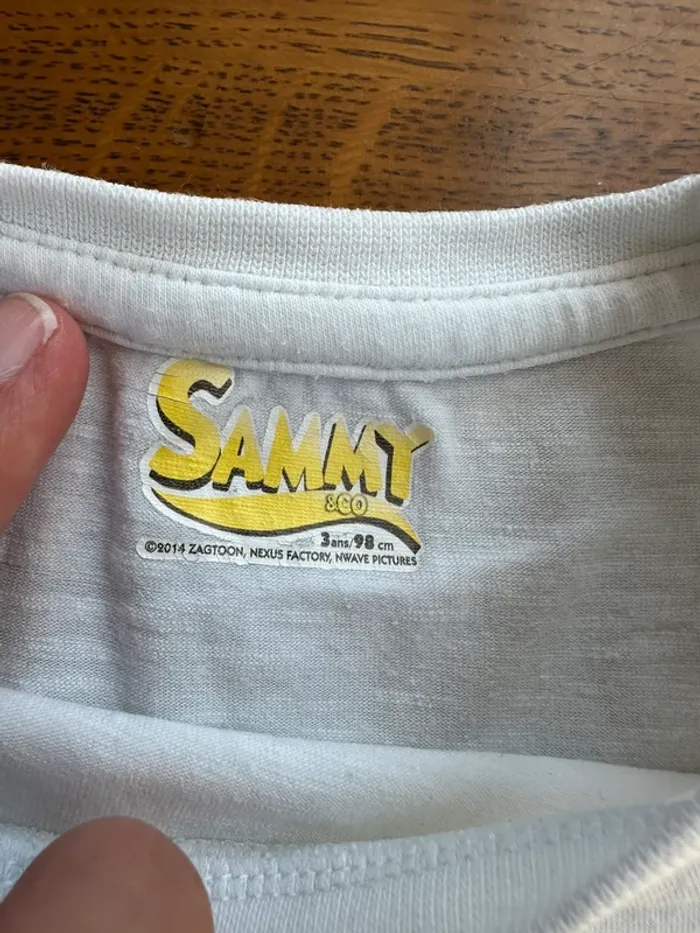 SAMMY
&CO
3ans/98 cm
©2014 ZAGTOON, NEXUS FACTORY, NWAVE PICTURES